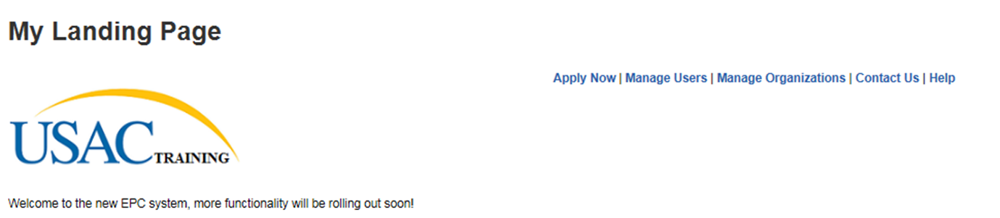 My Landing Page
Apply Now | Manage Users | Manage Organizations | Contact Us | Help
USAC TRAINING
Welcome to the new EPC system, more functionality will be rolling out soon!